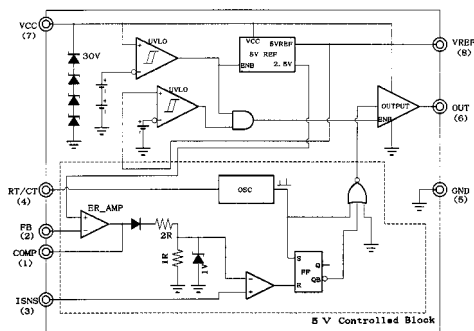 VCC
(7)
30V
UVLO
VCC
5VREF
5V REF
2.5V
ENB
VREF
(8)
UVLO
OUTPUT
ENB
OUT
(6)
RT/CT
(4)
OSC
GND
(5)
ER_AMP
FB
(2)
COMP
(1)
2R
1R
1V
S
FF
Q
QB
R
ISNS
(3)
5V Controlled Block